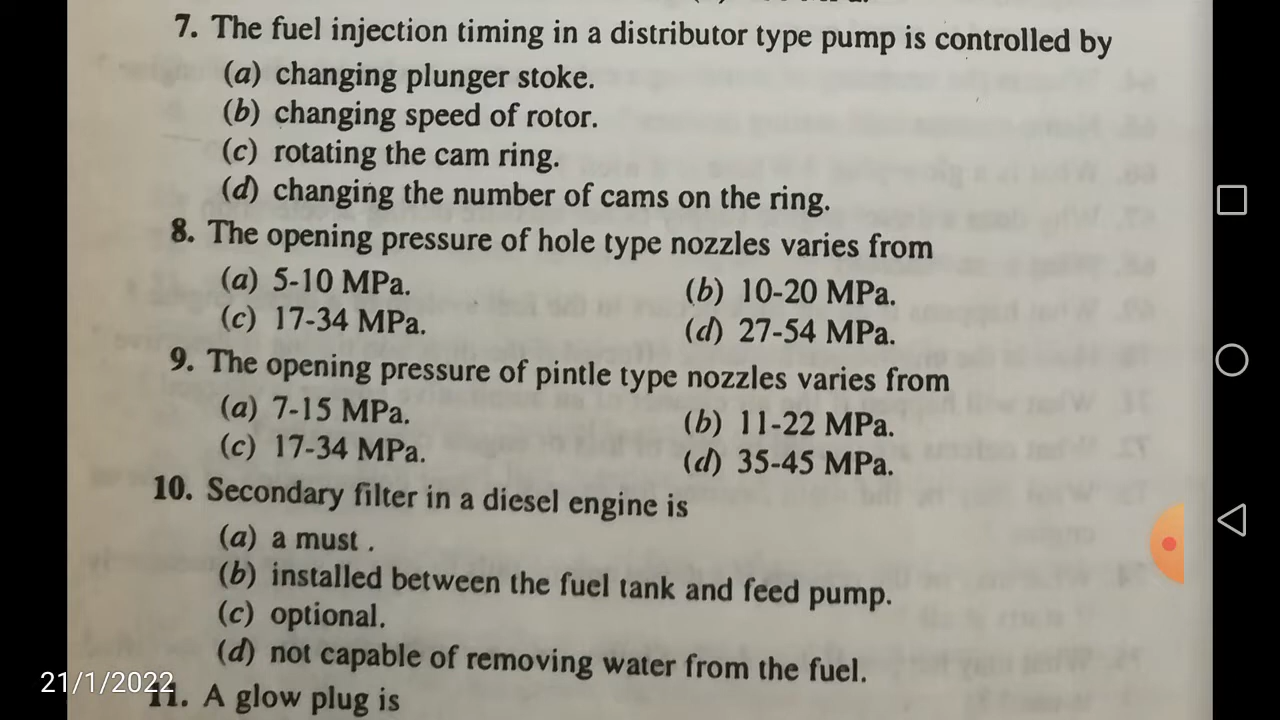 7. The fuel injection timing in a distributor type pump is controlled by
(a) changing plunger stoke.
(b) changing speed of rotor.
(c) rotating the cam ring.
(d) changing the number of cams on the ring.
8. The opening pressure of hole type nozzles varies from
(a) 5-10 MPa. (b) 10-20 MPa.
(c) 17-34 MPa. (d) 27-54 MPa.
9. The opening pressure of pintle type nozzles varies from
(a) 7-15 MPa. (b) 11-22 MPa.
(c) 17-34 MPa. (d) 35-45 MPa.
10. Secondary filter in a diesel engine is
(a) a must .
(b) installed between the fuel tank and feed pump.
(c) optional.
(d) not capable of removing water from the fuel.
21/1/2022
11. A glow plug is